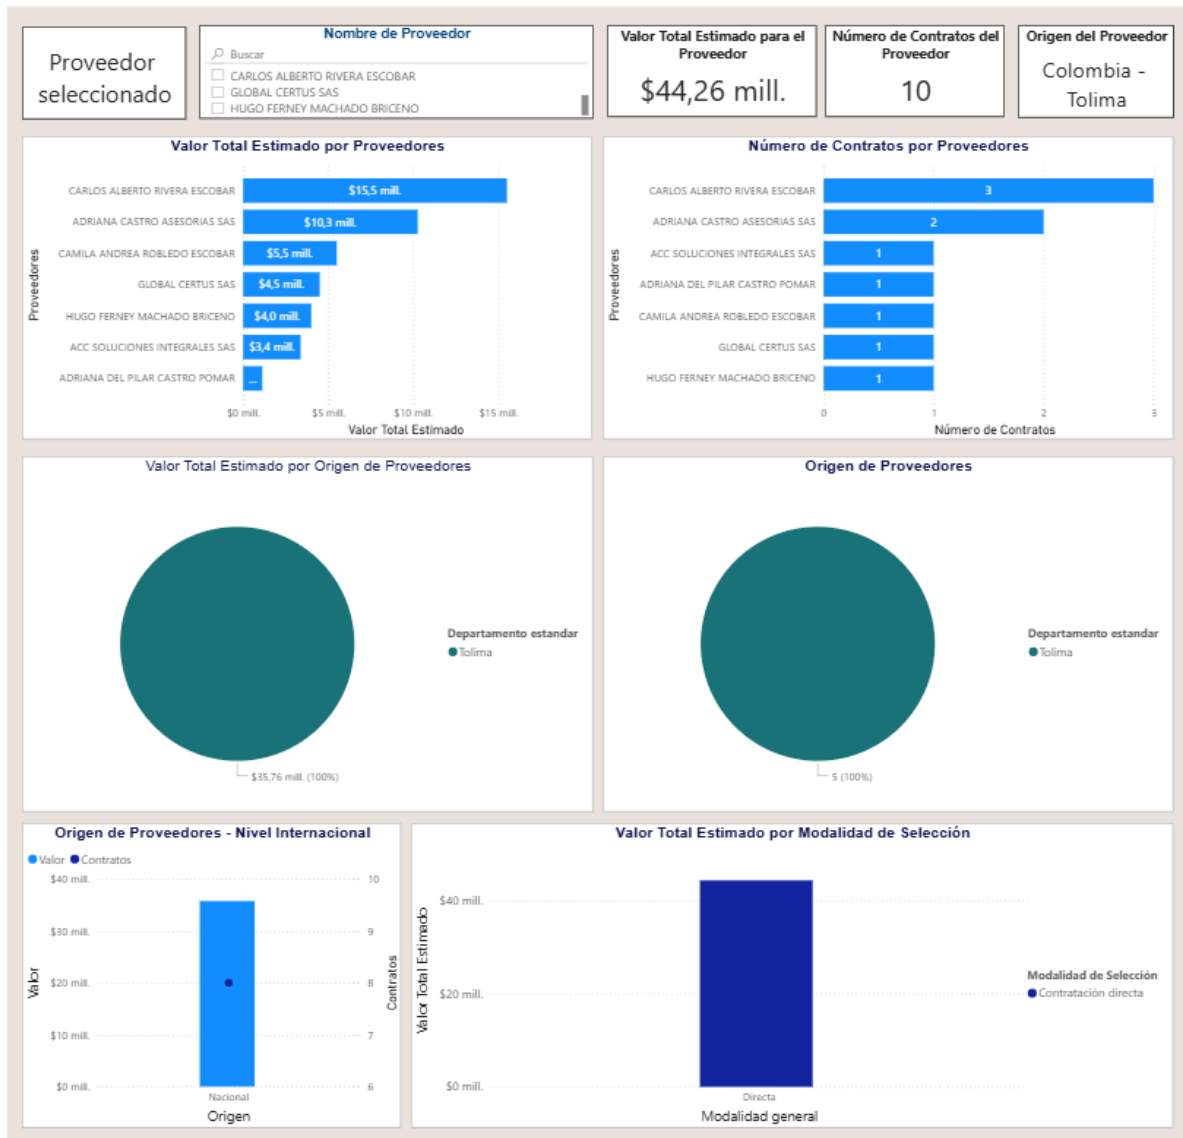 Proveedor
seleccionado
Nombre de Proveedor
Buscar
CARLOS ALBERTO RIVERA ESCOBAR
GLOBAL CERTUS SAS
HUGO FERNEY MACHADO BRICENO
Valor Total Estimado para el
Proveedor
$44,26 mill.
Número de Contratos del
Proveedor
10
Origen del Proveedor
Colombia -
Tolima
Valor Total Estimado por Proveedores
Proveedores
CARLOS ALBERTO RIVERA ESCOBAR
$15,5 mill.
ADRIANA CASTRO ASESORIAS SAS
$10,3 mill.
CAMILA ANDREA ROBLEDO ESCOBAR
$5,5 mill.
GLOBAL CERTUS SAS
$4,5 mill.
HUGO FERNEY MACHADO BRICENO
$4,0 mill.
ACC SOLUCIONES INTEGRALES SAS
$3,4 mill.
ADRIANA DEL PILAR CASTRO POMAR
...
$0 mill. $5 mill. $10 mill. $15 mill.
Valor Total Estimado
Número de Contratos por Proveedores
Proveedores
CARLOS ALBERTO RIVERA ESCOBAR
3
ADRIANA CASTRO ASESORIAS SAS
2
ACC SOLUCIONES INTEGRALES SAS
1
ADRIANA DEL PILAR CASTRO POMAR
1
CAMILA ANDREA ROBLEDO ESCOBAR
1
GLOBAL CERTUS SAS
1
HUGO FERNEY MACHADO BRICENO
1
0 1 2 3
Número de Contratos
Valor Total Estimado por Origen de Proveedores
Departamento estandar
Tolima
$35,76 mill. (100%)
Origen de Proveedores
Departamento estandar
Tolima
5 (100%)
Origen de Proveedores - Nivel Internacional
Valor Contratos
$40 mill. 10
$30 mill. 9
$20 mill. 8
$10 mill. 7
$0 mill. 6
Valor
Contratos
Nacional
Origen
Valor Total Estimado por Modalidad de Selección
Valor Total Estimado
$40 mill.
$20 mill.
$0 mill.
Directa
Modalidad general
Modalidad de Selección
Contratación directa